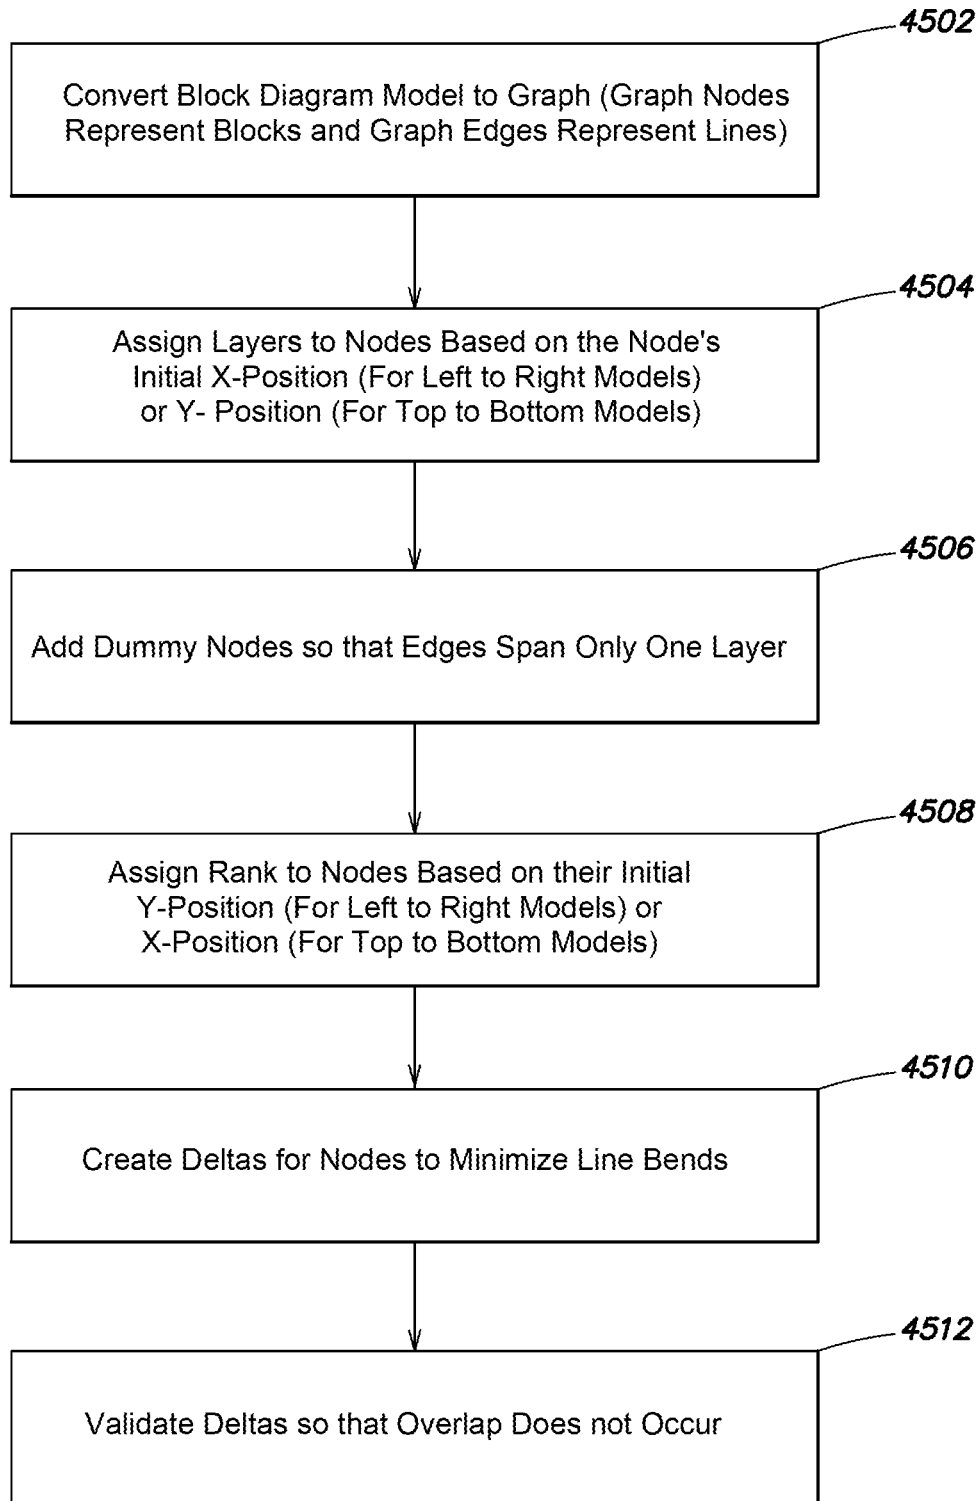 4502
Convert Block Diagram Model to Graph (Graph Nodes
Represent Blocks and Graph Edges Represent Lines)
4504
Assign Layers to Nodes Based on the Node's
Initial X-Position (For Left to Right Models)
or Y- Position (For Top to Bottom Models)
4506
Add Dummy Nodes so that Edges Span Only One Layer
4508
Assign Rank to Nodes Based on their Initial
Y-Position (For Left to Right Models) or
X-Position (For Top to Bottom Models)
4510
Create Deltas for Nodes to Minimize Line Bends
4512
Validate Deltas so that Overlap Does not Occur